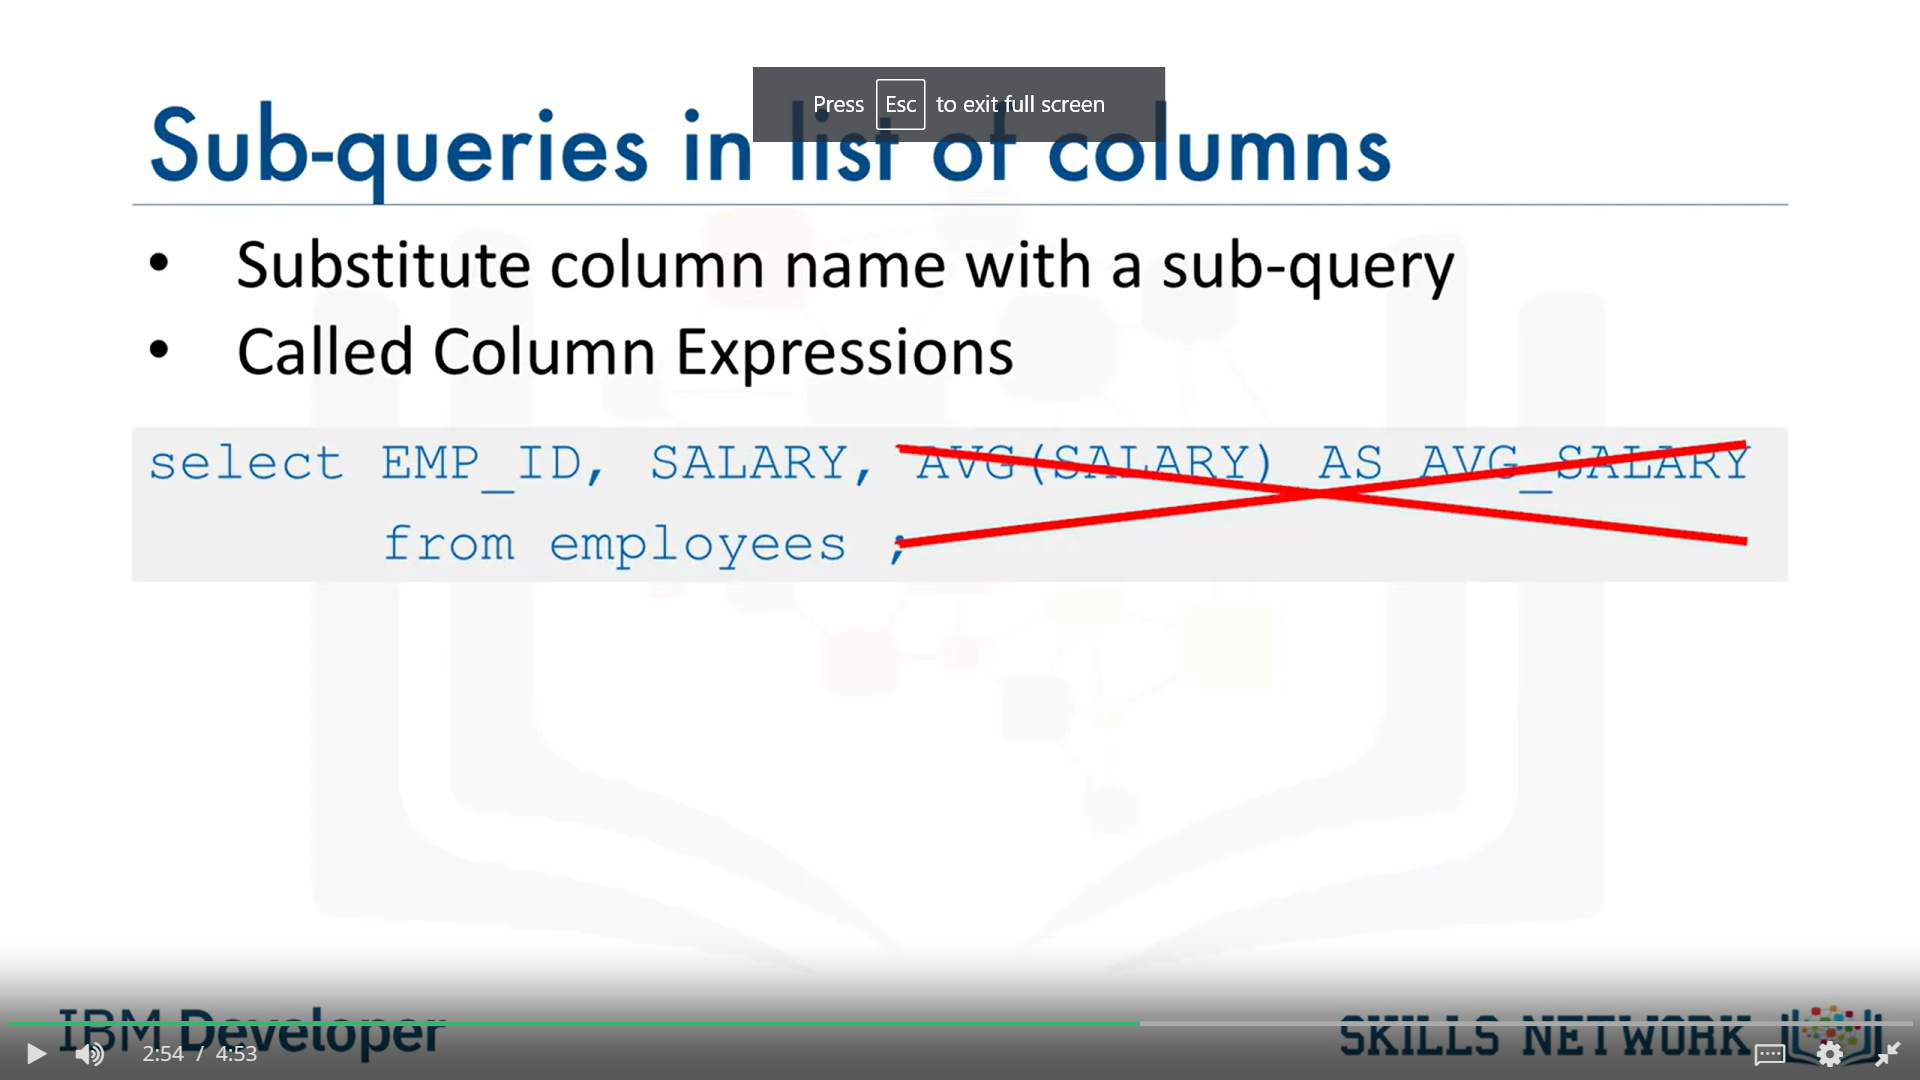 Press Esc to exit full screen
Sub-queries in list of columns
• Substitute column name with a sub-query
• Called Column Expressions
select EMP_ID, SALARY, AVG(SALARY) AS AVG_SALARY
from employees ;
IBM Developer
SKILLS NETWORK
2:54 / 4:53